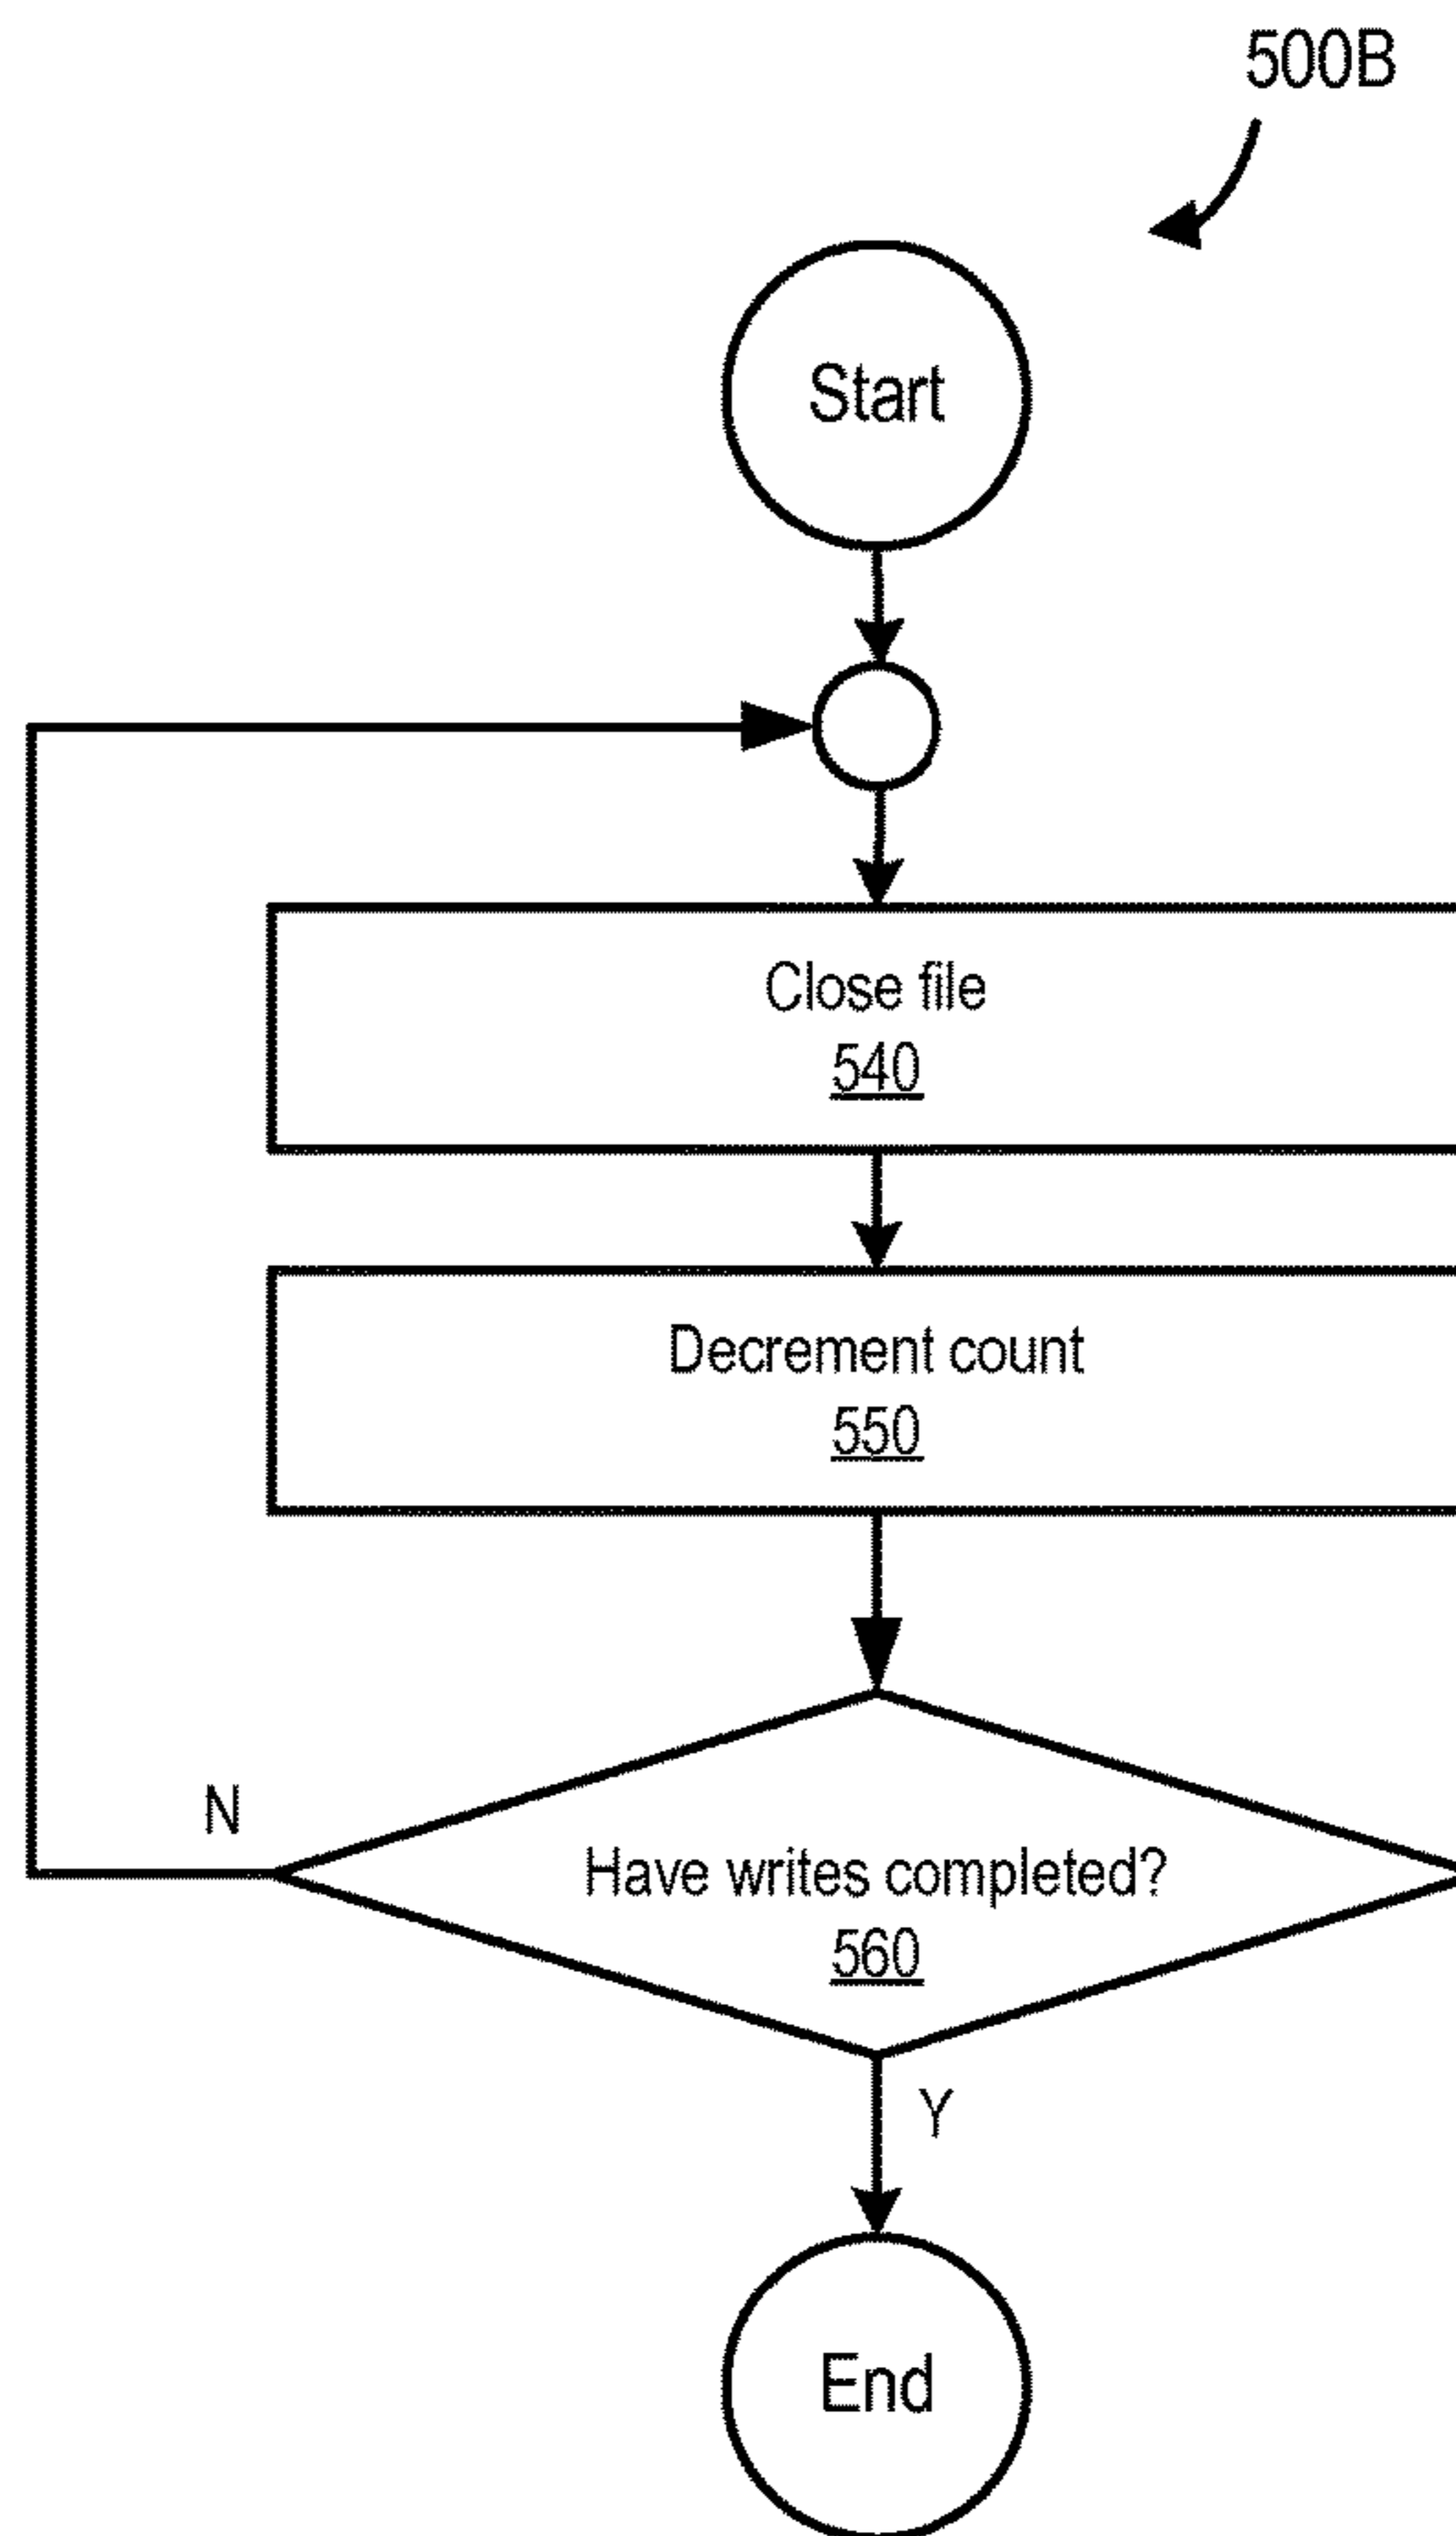 500B
Start
Close file
540
Decrement count
550
N
Have writes completed?
560
Y
End